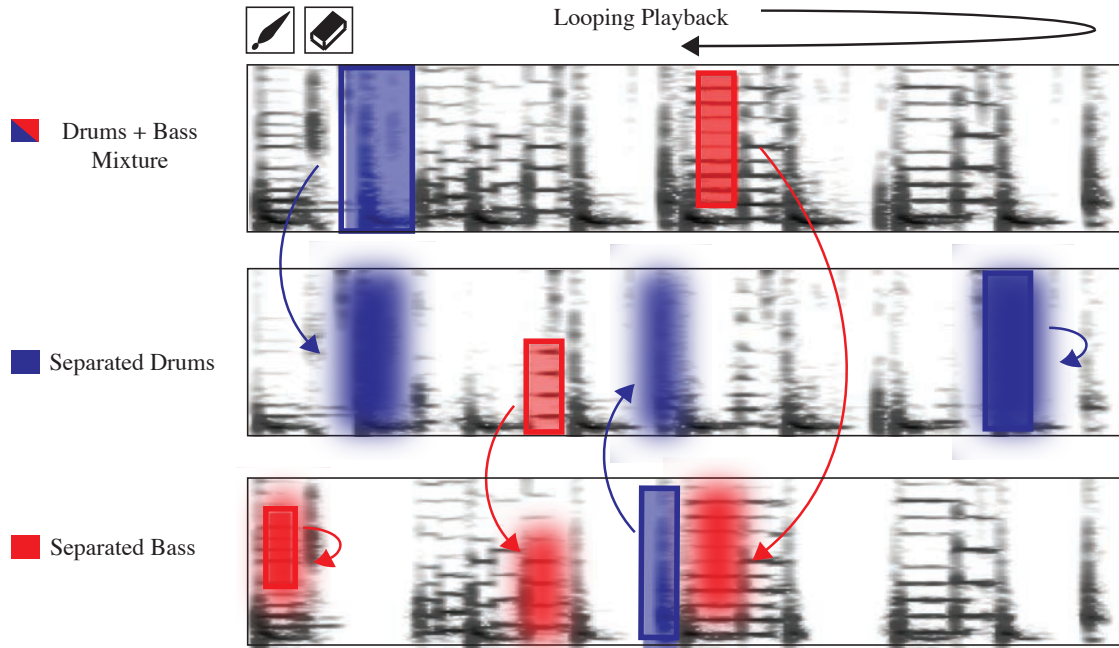 Looping Playback
Drums + Bass
Mixture
Separated Drums
Separated Bass